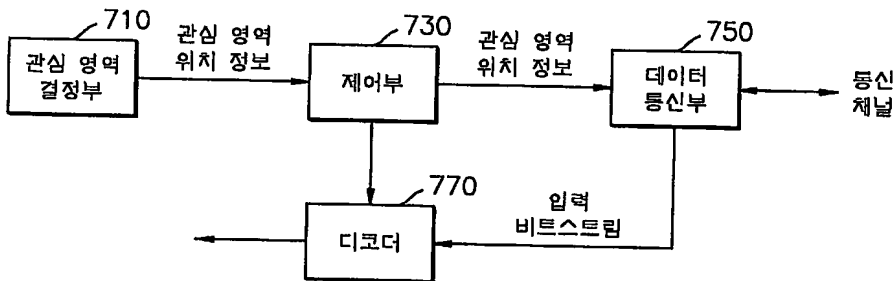 710
관심 영역
결정부
관심 영역
위치 정보
730
제어부
관심 영역
위치 정보
750
데이터
통신부
통신
채널
770
디코더
입력
비트스트림